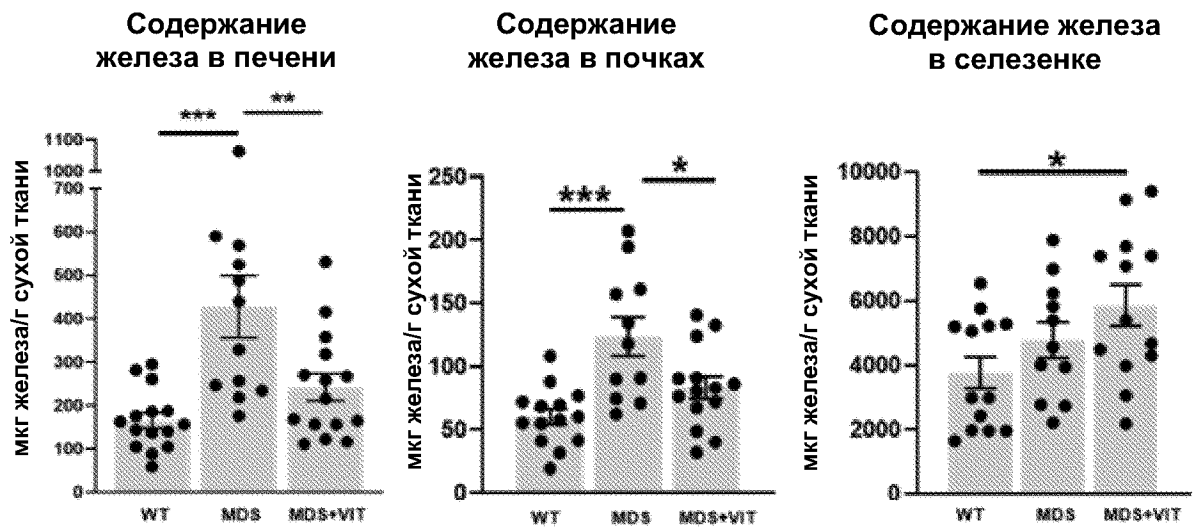 Содержание
железа в печени
мкг железа/г сухой ткани
***
**
1100
1000
700
600
500
400
300
200
100
0
WT
MDS
MDS+VIT
Содержание
железа в почках
мкг железа/г сухой ткани
***
*
250
200
150
100
50
0
WT
MDS
MDS+VIT
Содержание железа
в селезенке
мкг железа/г сухой ткани
*
10000
8000
6000
4000
2000
0
WT
MDS
MDS+VIT